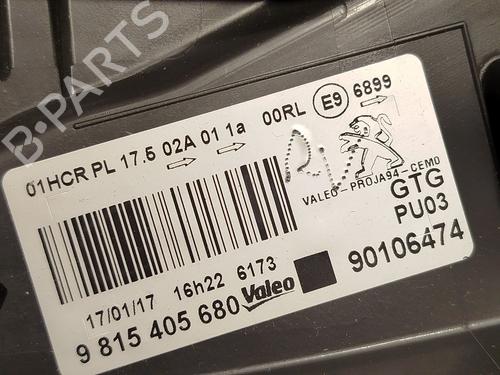 B-PARTS
01HCR PL 17.5 02A 01 1a 00RL E9 6899
VALEO-PROJA94-CEMD
GTG
PU03
90106474
17/01/17 16h22 6173
9 815 405 680 Valeo